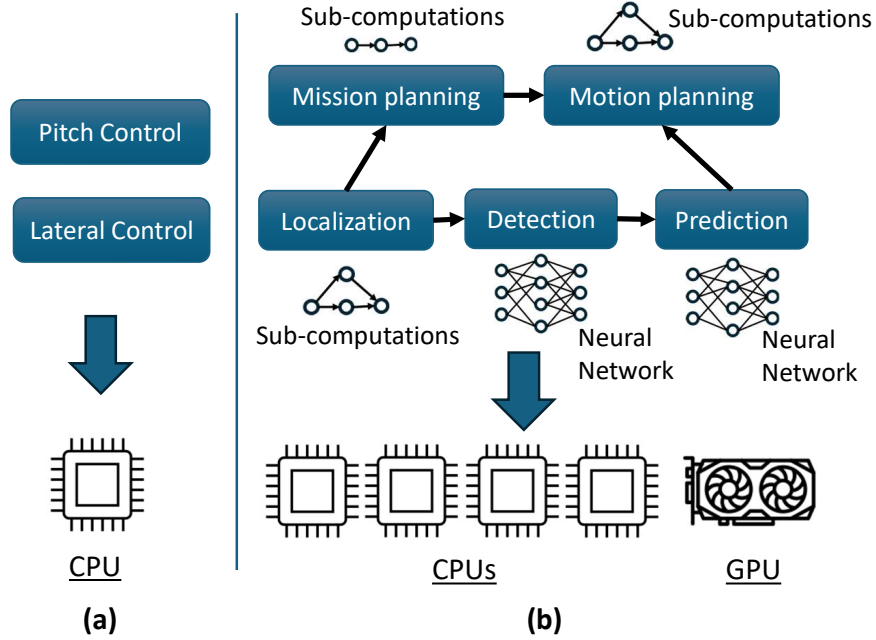 Pitch Control
Lateral Control
CPU
(a)
Sub-computations
Sub-computations
Mission planning
Motion planning
Localization
Detection
Prediction
Sub-computations
Neural
Network
Neural
Network
CPUs
GPU
(b)